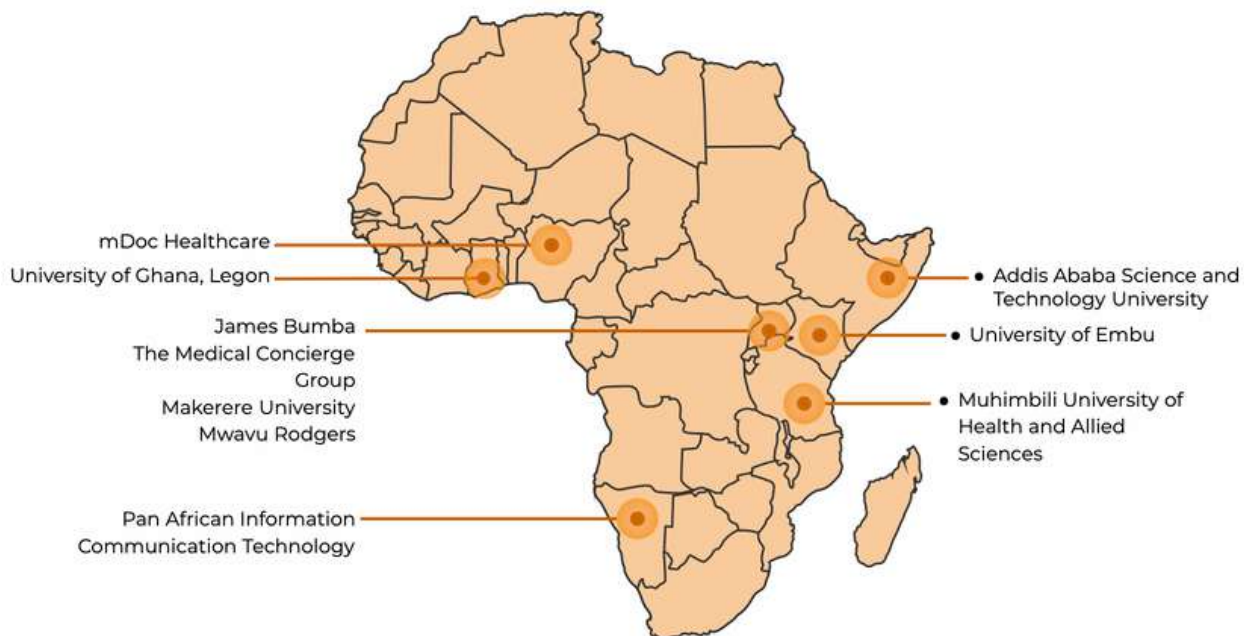 mDoc Healthcare
University of Ghana, Legon
James Bumba
The Medical Concierge
Group
Makerere University
Mwavu Rodgers
Pan African Information
Communication Technology
• Addis Ababa Science and
Technology University
• University of Embu
• Muhimbili University of
Health and Allied
Sciences